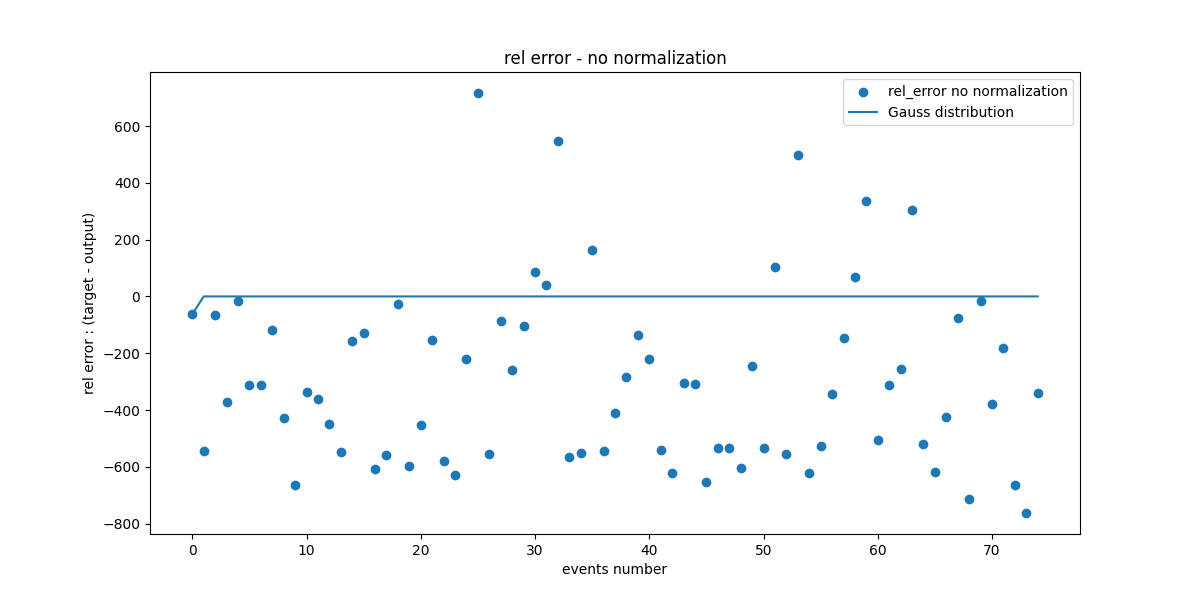 rel error - no normalization
rel_error no normalization
Gauss distribution
rel error : (target - output)
600
400
200
0
−200
−400
−600
−800
0 10 20 30 40 50 60 70
events number